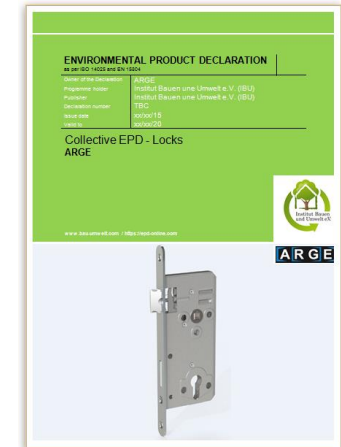 ENVIRONMENTAL PRODUCT DECLARATION
as per ISO 14025 and EN 15804
Owner of the Declaration ARGE
Programme holder Institut Bauen une Umwelt e.V. (IBU)
Publisher Institut Bauen une Umwelt e.V. (IBU)
Declaration number TBC
Issue date xx/xx/15
Valid to xx/xx/20
Collective EPD - Locks
ARGE
Institut Bauen
und Umwelt e.V.
www.bau-umwelt.com / https://epd-online.com
ARGE